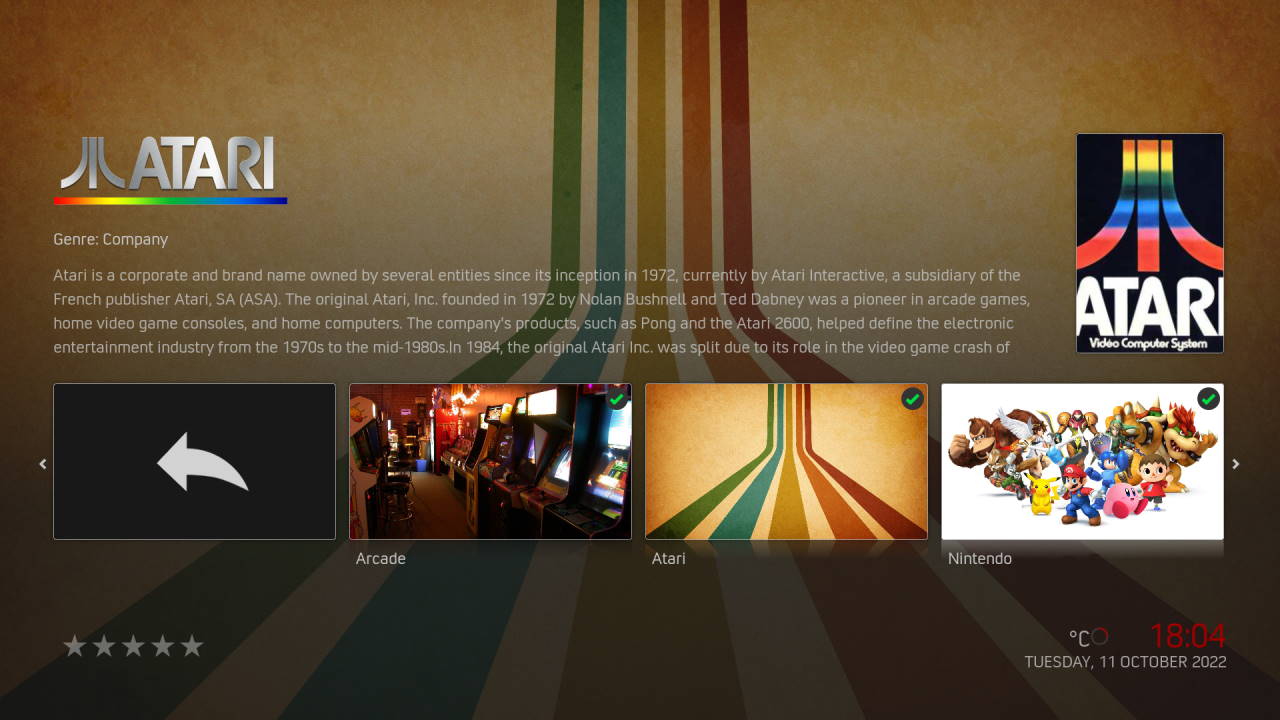 ATARI
Genre: Company
Atari is a corporate and brand name owned by several entities since its inception in 1972, currently by Atari Interactive, a subsidiary of the
French publisher Atari, SA (ASA). The original Atari, Inc. founded in 1972 by Nolan Bushnell and Ted Dabney was a pioneer in arcade games,
home video game consoles, and home computers. The company's products, such as Pong and the Atari 2600, helped define the electronic
entertainment industry from the 1970s to the mid-1980s.In 1984, the original Atari Inc. was split due to its role in the video game crash of
ATARI
Video Computer System
Arcade
Atari
Nintendo
°C
18:04
TUESDAY, 11 OCTOBER 2022